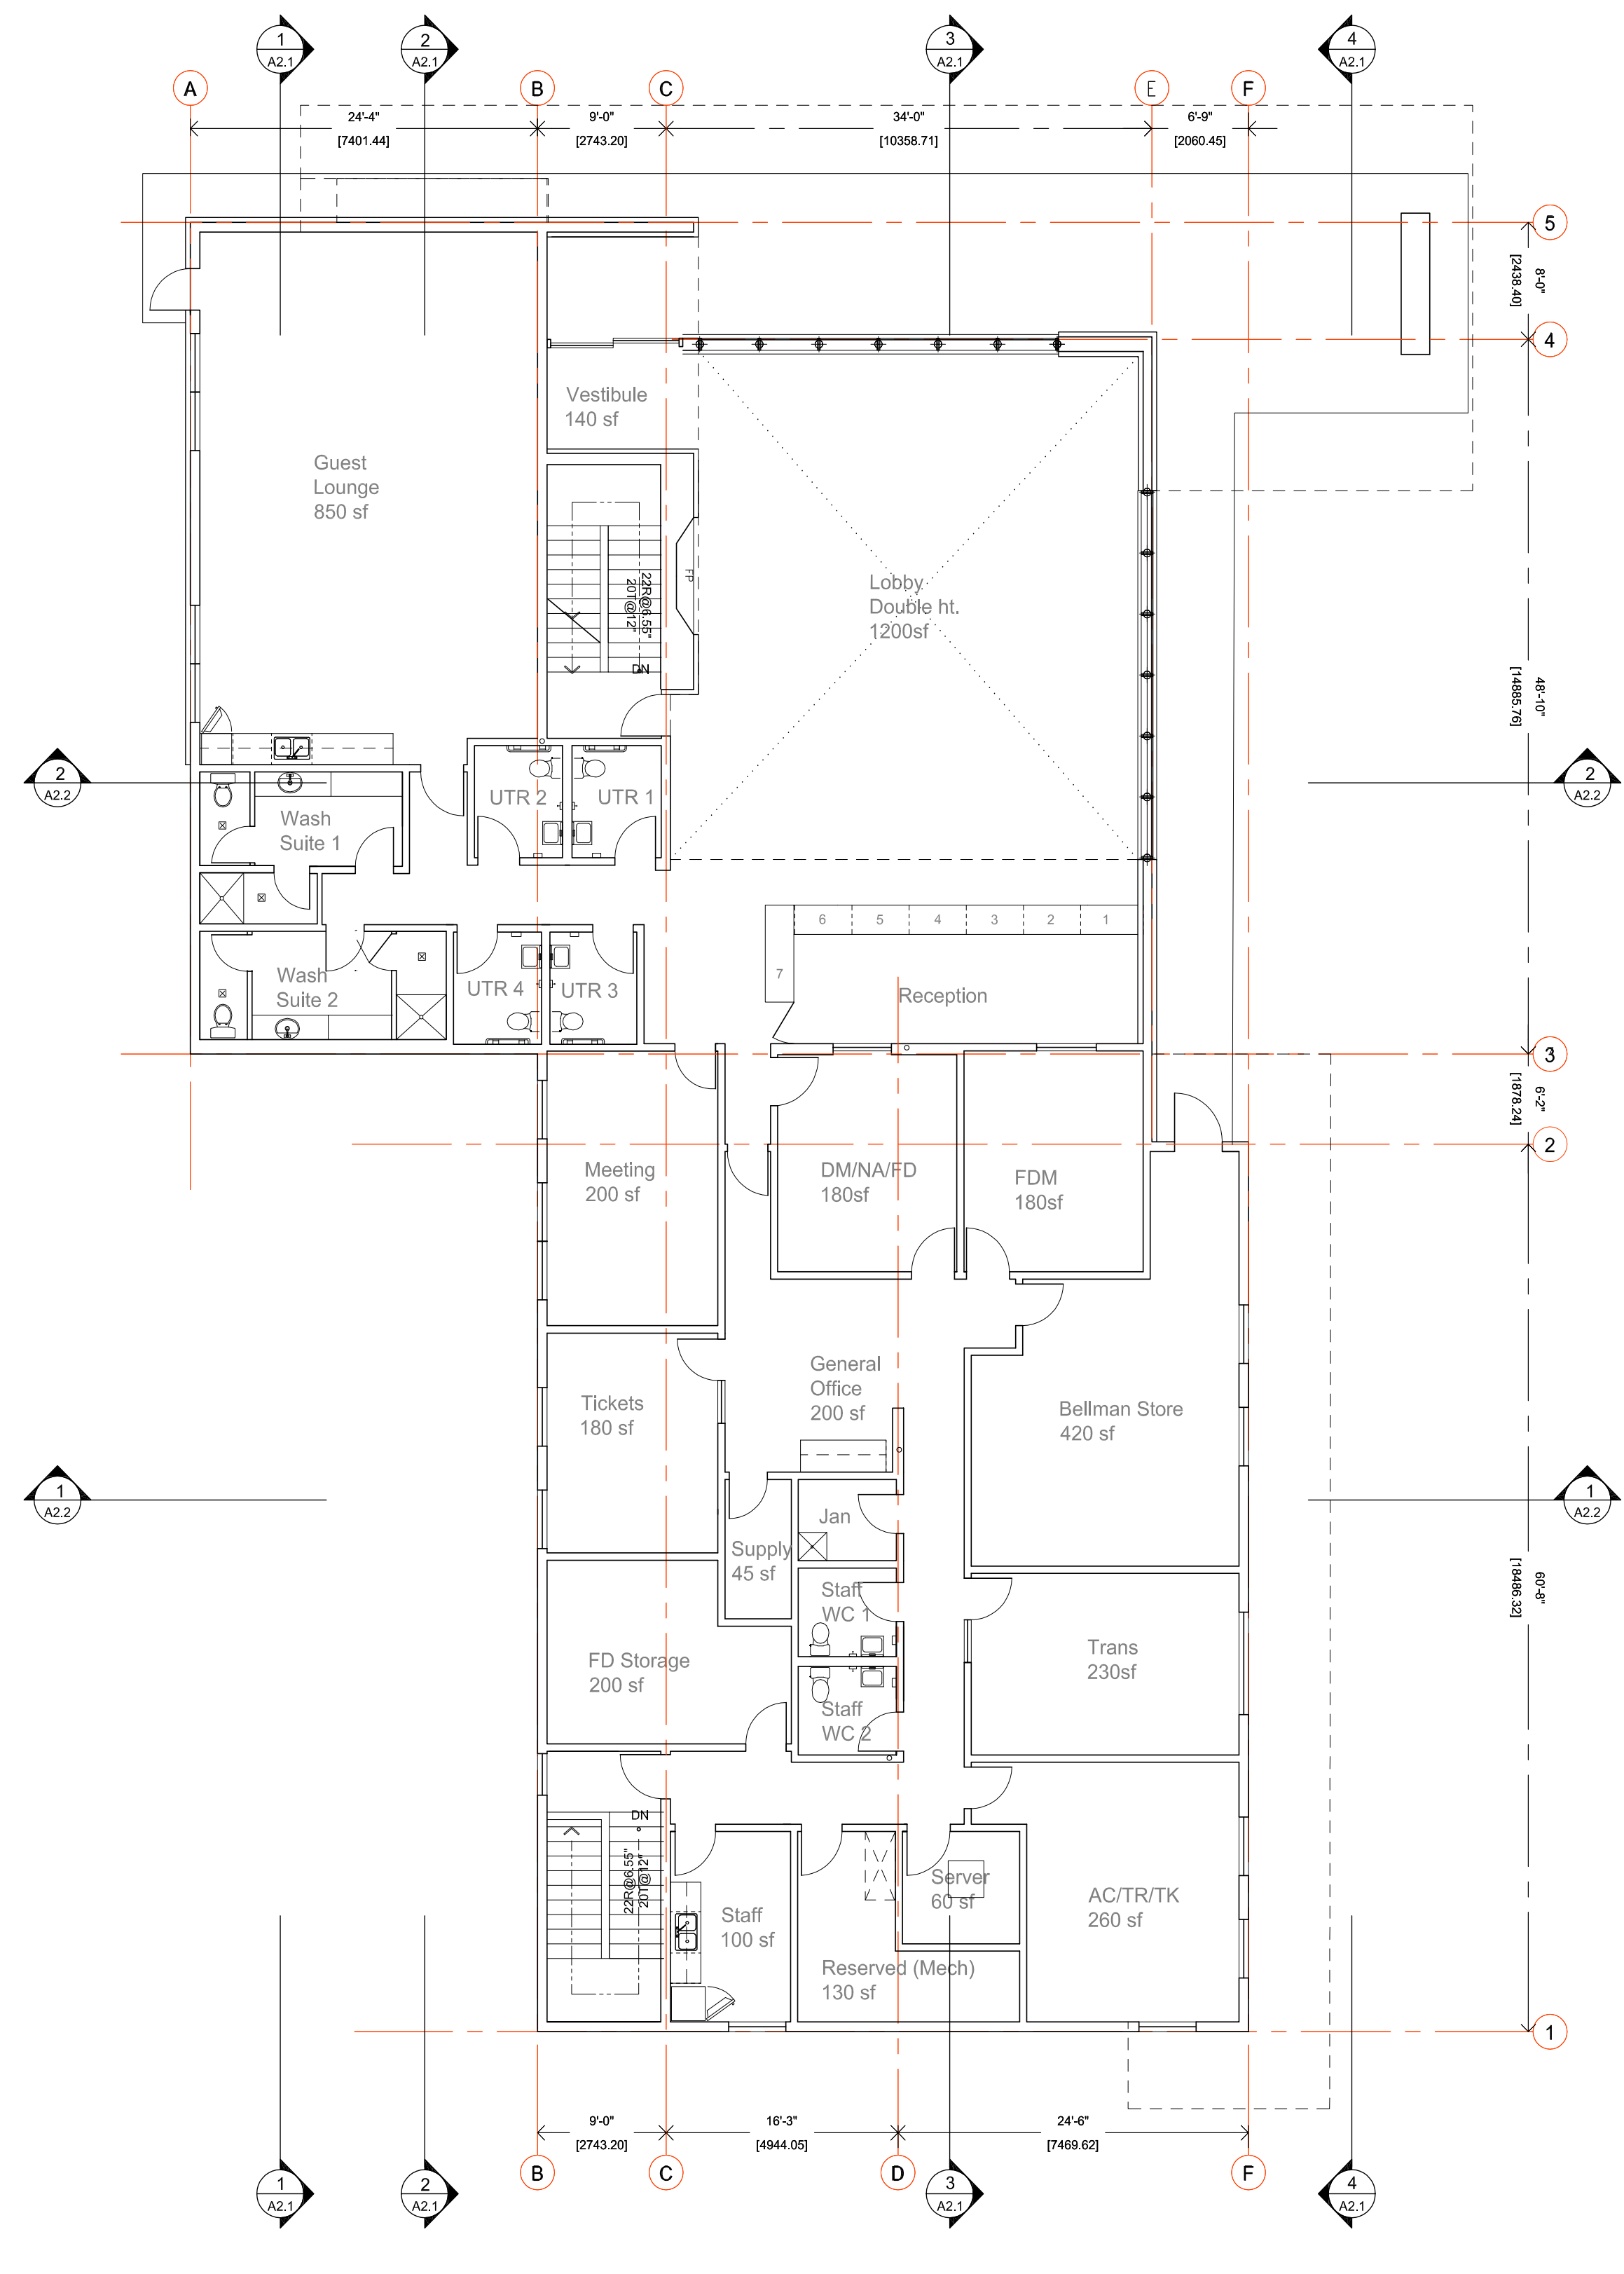 1
A2.1
2
A2.1
3
A2.1
4
A2.1
A
B
C
E
F
24'-4"
[7401.44]
9'-0"
[2743.20]
34'-0"
[10358.71]
6'-9"
[2060.45]
5
8'-0"
[2438.40]
4
Vestibule
140 sf
Guest
Lounge
850 sf
22R@6.55"
20T@12"
DN
FP
Lobby
Double ht.
1200sf
48'-10"
[14885.76]
2
A2.2
2
A2.2
UTR 2
UTR 1
Wash
Suite 1
6
5
4
3
2
1
7
Wash
Suite 2
UTR 4
UTR 3
Reception
3
6'-2"
[1878.24]
2
Meeting
200 sf
DM/NA/FD
180sf
FDM
180sf
General
Office
200 sf
Tickets
180 sf
Bellman Store
420 sf
1
A2.2
1
A2.2
Jan
Supply
45 sf
Staff
WC 1
60'-8"
[18486.32]
FD Storage
200 sf
Trans
230sf
Staff
WC 2
DN
22R@6.55"
20T@12"
Server
60 sf
AC/TR/TK
260 sf
Staff
100 sf
Reserved (Mech)
130 sf
1
9'-0"
[2743.20]
16'-3"
[4944.05]
24'-6"
[7469.62]
B
C
D
F
1
A2.1
2
A2.1
3
A2.1
4
A2.1